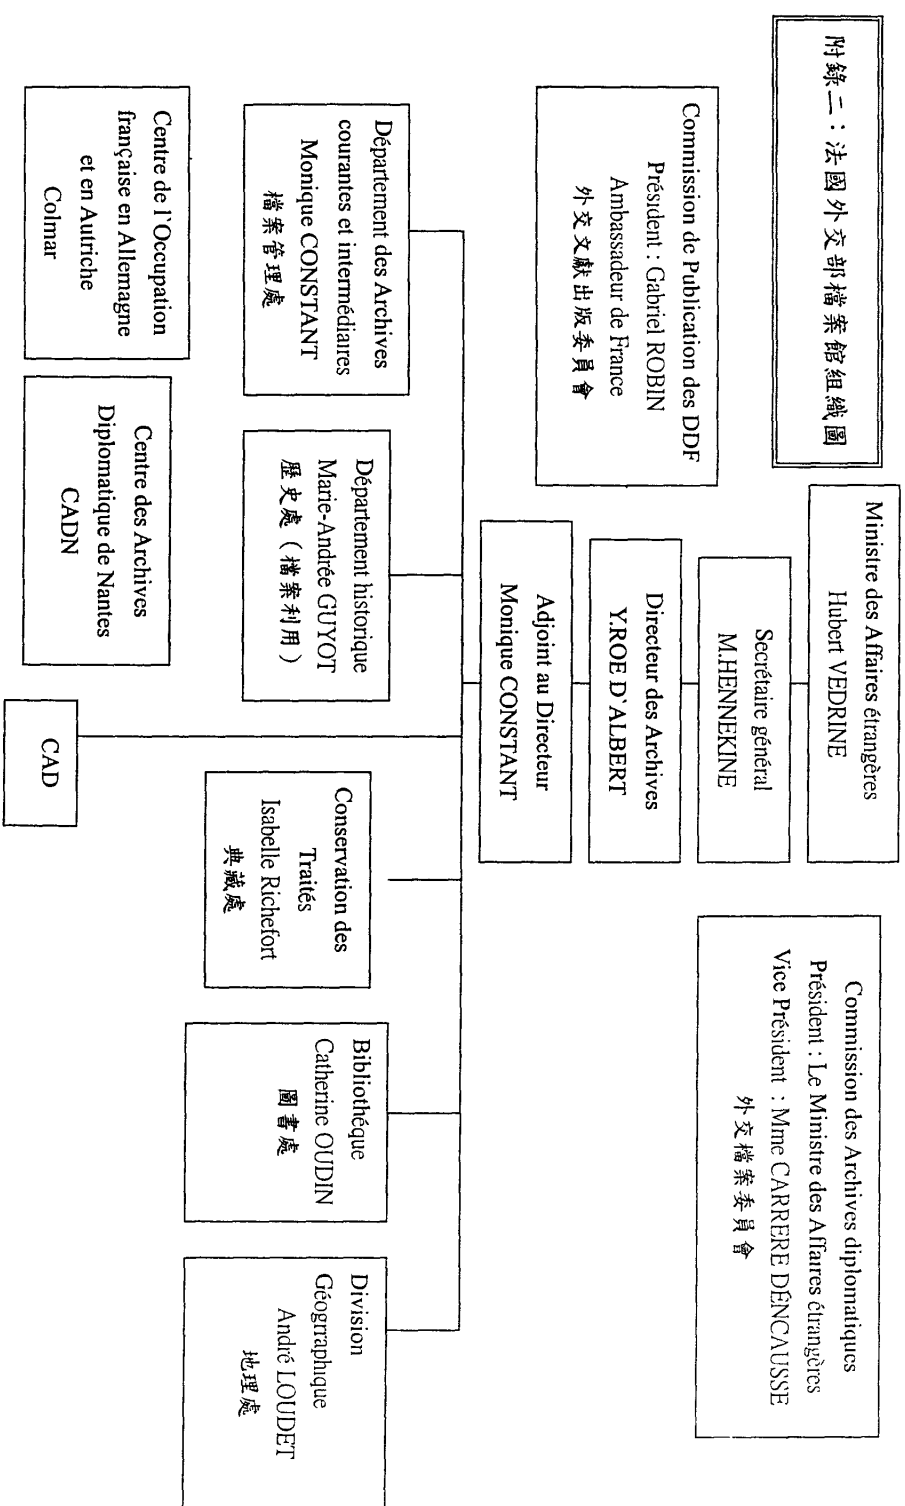 附錄二：法國外交部檔案館組織圖
Ministre des Affaires étrangères
Hubert VEDRINE
Secrétaire général
M.HENNEKINE
Directeur des Archives
Y.ROE D'ALBERT
Adjoint au Directeur
Monique CONSTANT
Commission de Publication des DDF
Président : Gabriel ROBIN
Ambassadeur de France
外交文獻出版委員會
Commission des Archives diplomatiques
Président : Le Ministre des Affaires étrangères
Vice Président : Mme CARRERE DÉNCAUSSE
外交檔案委員會
Département des Archives
courantes et intermédiaires
Monique CONSTANT
檔案管理處
Département historique
Marie-Andrée GUYOT
歷史處（檔案利用）
Conservation des
Traités
Isabelle Richefort
典藏處
Bibliothéque
Catherine OUDIN
圖書處
Division
Géogrraphique
André LOUDET
地理處
Centre de l'Occupation
française en Allemagne
et en Autriche
Colmar
Centre des Archives
Diplomatique de Nantes
CADN
CAD